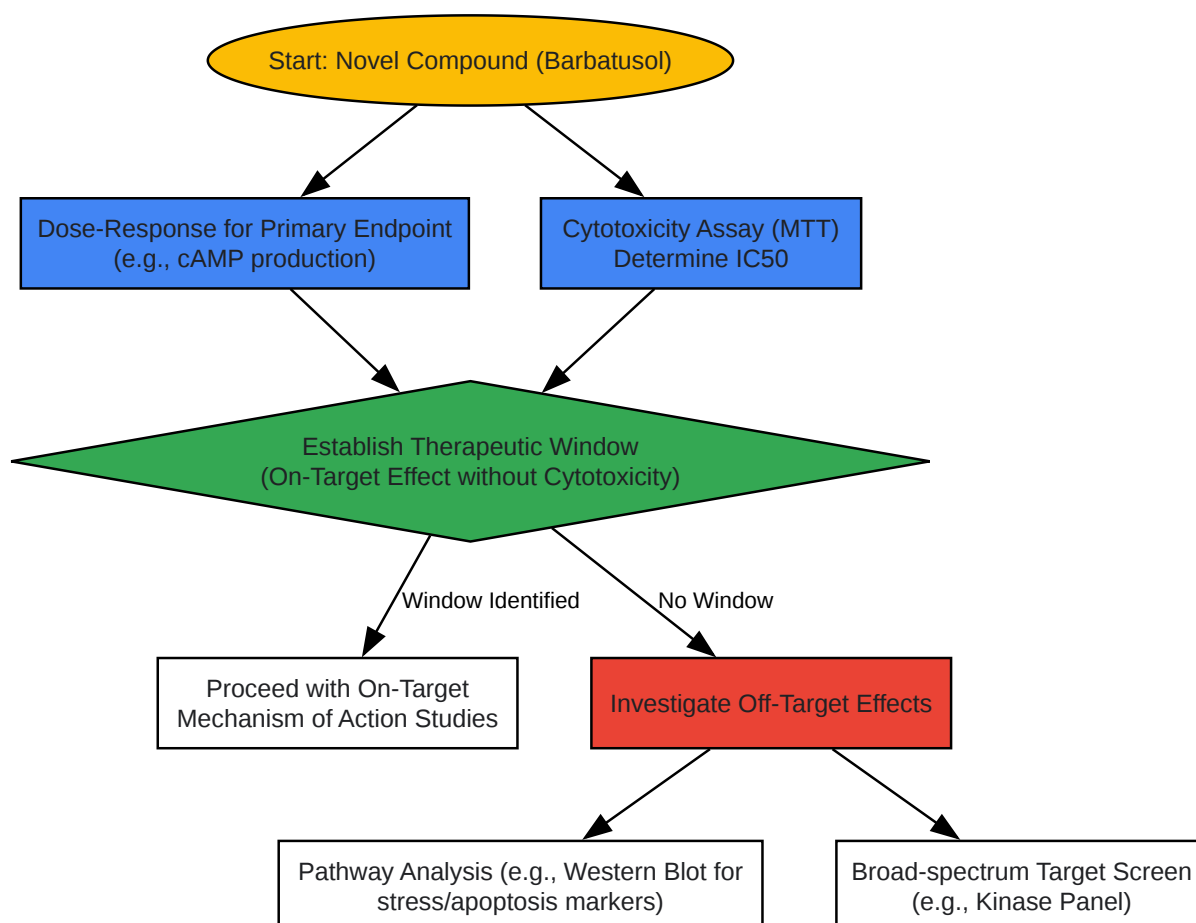 Start: Novel Compound (Barbatusol)
Dose-Response for Primary Endpoint
(e.g., cAMP production)
Cytotoxicity Assay (MTT)
Determine IC50
Establish Therapeutic Window
(On-Target Effect without Cytotoxicity)
Window Identified
No Window
Proceed with On-Target
Mechanism of Action Studies
Investigate Off-Target Effects
Pathway Analysis (e.g., Western Blot for
stress/apoptosis markers)
Broad-spectrum Target Screen
(e.g., Kinase Panel)